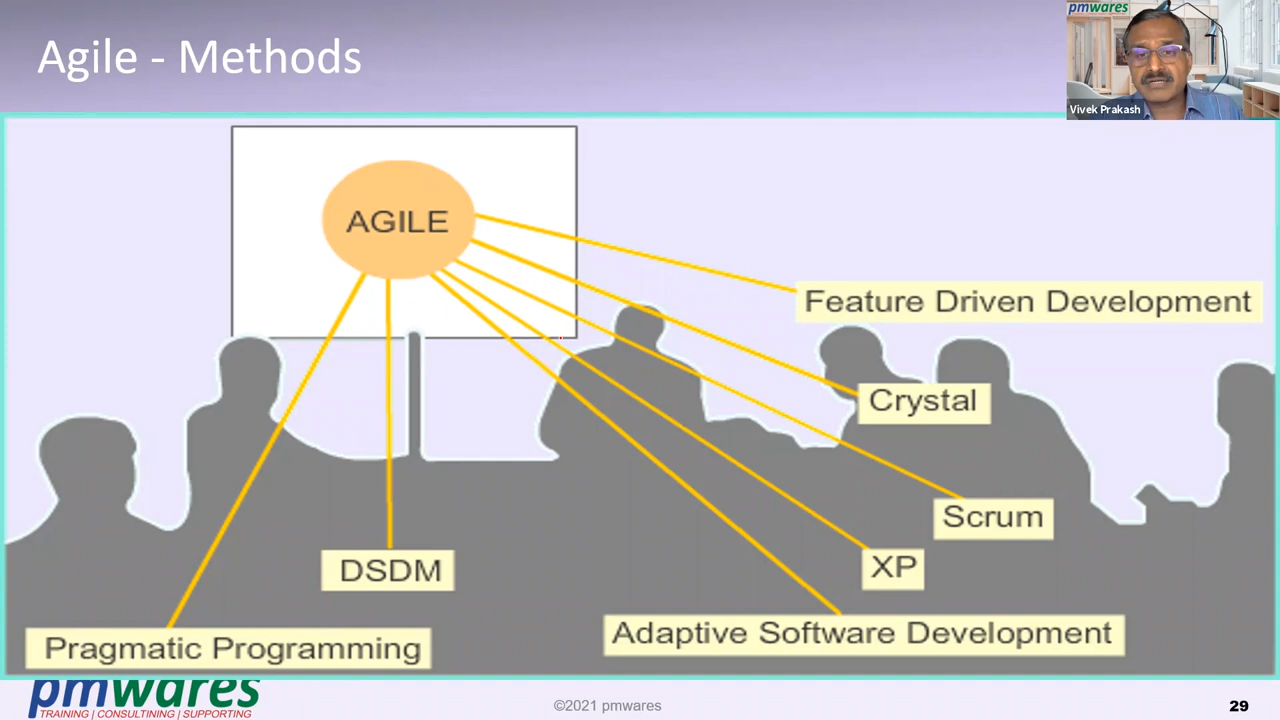 Agile - Methods
pmwares
Vivek Prakash
AGILE
Feature Driven Development
Crystal
Scrum
XP
DSDM
Adaptive Software Development
Pragmatic Programming
pmwares
TRAINING | CONSULTINING | SUPPORTING
©2021 pmwares
29